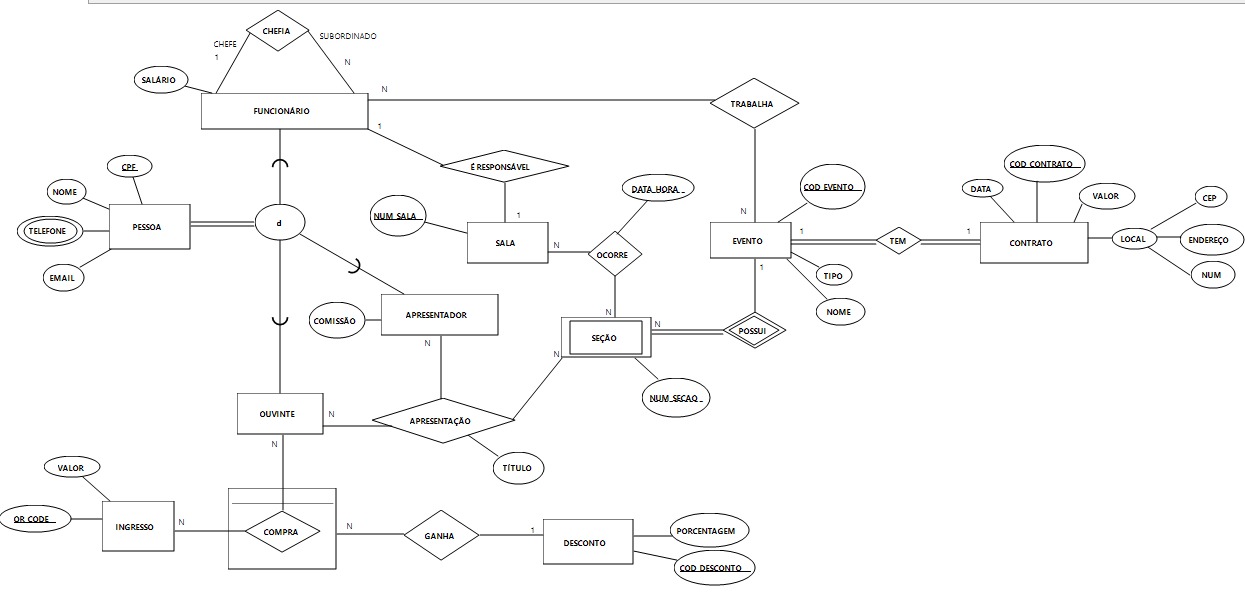 CHEFIA
CHEFE
SUBORDINADO
1
N
SALÁRIO
N
FUNCIONÁRIO
TRABALHA
1
CPF
É RESPONSÁVEL
COD CONTRATO
NOME
DATA HORA
COD EVENTO
DATA
VALOR
CEP
NUM SALA
1
N
TELEFONE
PESSOA
d
SALA
N
OCORRE
EVENTO
1
TEM
1
CONTRATO
LOCAL
ENDEREÇO
EMAIL
1
TIPO
NUM
COMISSÃO
APRESENTADOR
N
NOME
N
SEÇÃO
N
POSSUI
N
NUM SECAO
OUVINTE
N
APRESENTAÇÃO
N
TÍTULO
VALOR
QR CODE
INGRESSO
N
COMPRA
N
GANHA
1
DESCONTO
PORCENTAGEM
COD DESCONTO